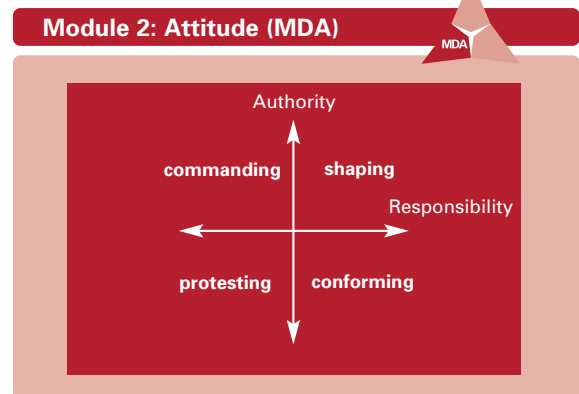 Module 2: Attitude (MDA)
MDA
Authority
commanding shaping
Responsibility
protesting conforming